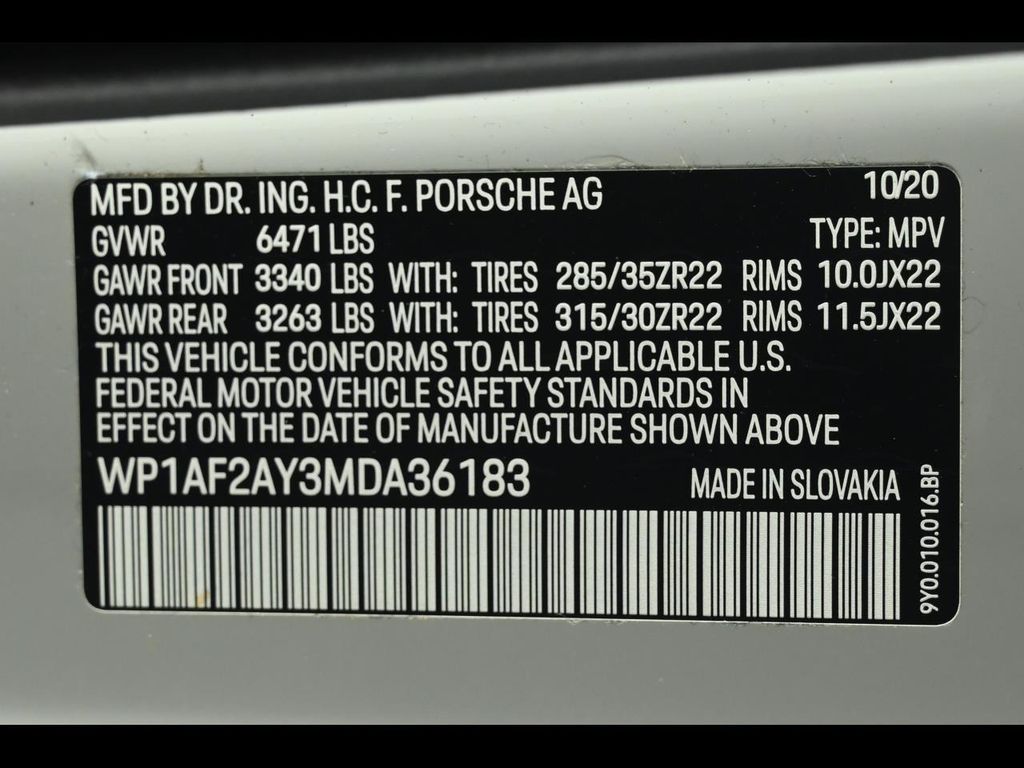 MFD BY DR. ING. H.C. F. PORSCHE AG 10/20
GVWR 6471 LBS TYPE: MPV
GAWR FRONT 3340 LBS WITH: TIRES 285/35ZR22 RIMS 10.0JX22
GAWR REAR 3263 LBS WITH: TIRES 315/30ZR22 RIMS 11.5JX22
THIS VEHICLE CONFORMS TO ALL APPLICABLE U.S.
FEDERAL MOTOR VEHICLE SAFETY STANDARDS IN
EFFECT ON THE DATE OF MANUFACTURE SHOWN ABOVE
WP1AF2AY3MDA36183 MADE IN SLOVAKIA
9Y0.010.016.BP